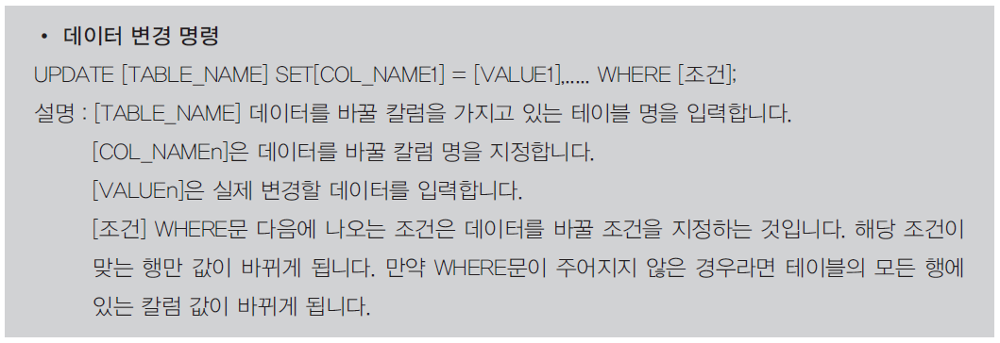 • 데이터 변경 명령
UPDATE [TABLE_NAME] SET[COL_NAME1] = [VALUE1],..... WHERE [조건];
설명 : [TABLE_NAME] 데이터를 바꿀 칼럼을 가지고 있는 테이블 명을 입력합니다.
[COL_NAMEn]은 데이터를 바꿀 칼럼 명을 지정합니다.
[VALUEn]은 실제 변경할 데이터를 입력합니다.
[조건] WHERE문 다음에 나오는 조건은 데이터를 바꿀 조건을 지정하는 것입니다. 해당 조건이
맞는 행만 값이 바뀌게 됩니다. 만약 WHERE문이 주어지지 않은 경우라면 테이블의 모든 행에
있는 칼럼 값이 바뀌게 됩니다.